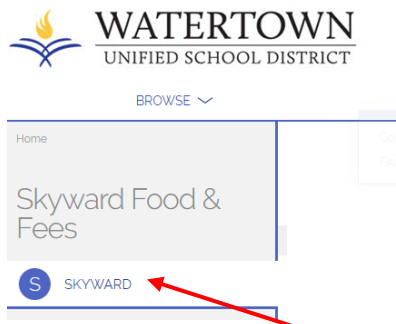 WATERTOWN
UNIFIED SCHOOL DISTRICT
BROWSE
Home
Skyward Food &
Fees
S SKYWARD